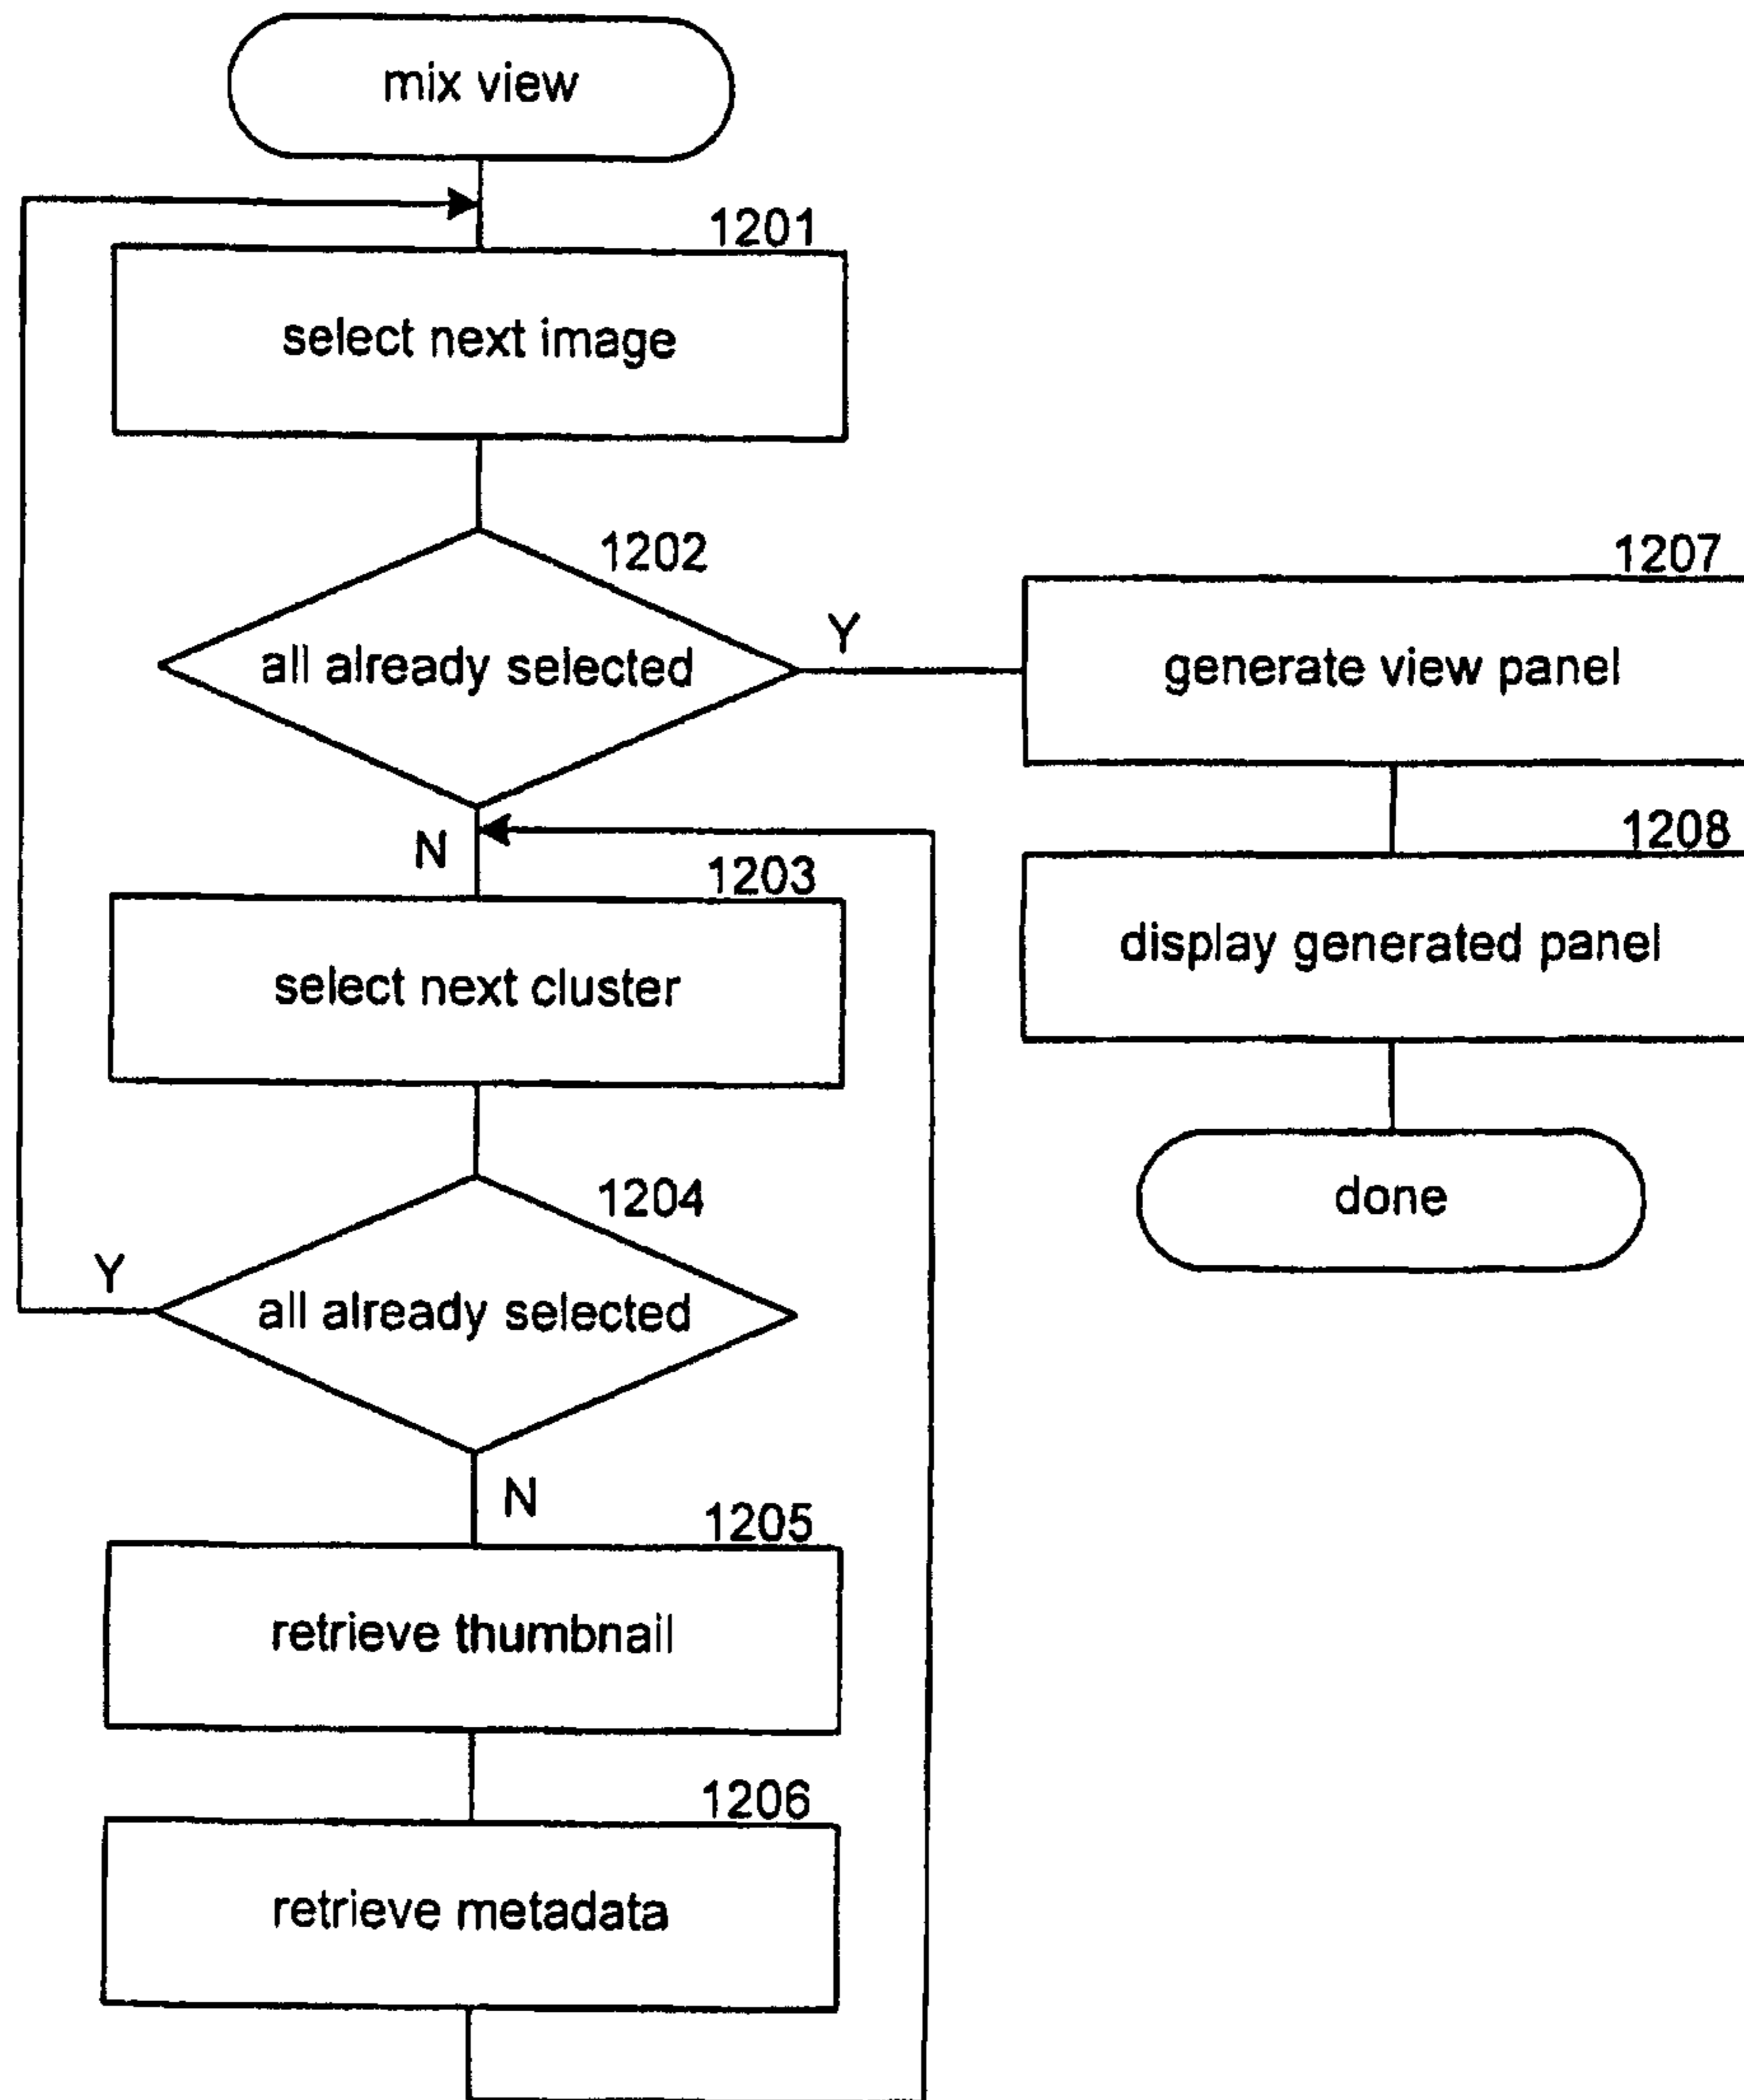 mix view
1201
select next image
1202
all already selected
Y
N
1203
select next cluster
1204
all already selected
Y
N
1205
retrieve thumbnail
1206
retrieve metadata
1207
generate view panel
1208
display generated panel
done